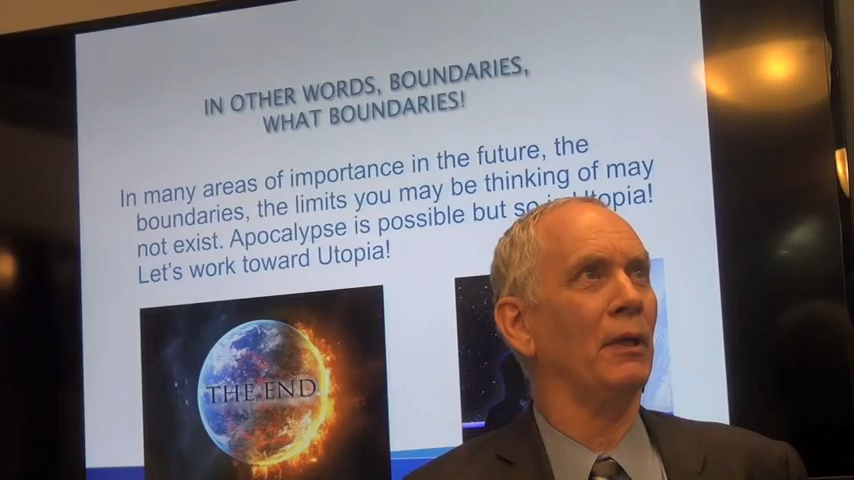 IN OTHER WORDS, BOUNDARIES,
WHAT BOUNDARIES!
In many areas of importance in the future, the
boundaries, the limits you may be thinking of may
not exist. Apocalypse is possible but so is Utopia!
Let's work toward Utopia!
THE END